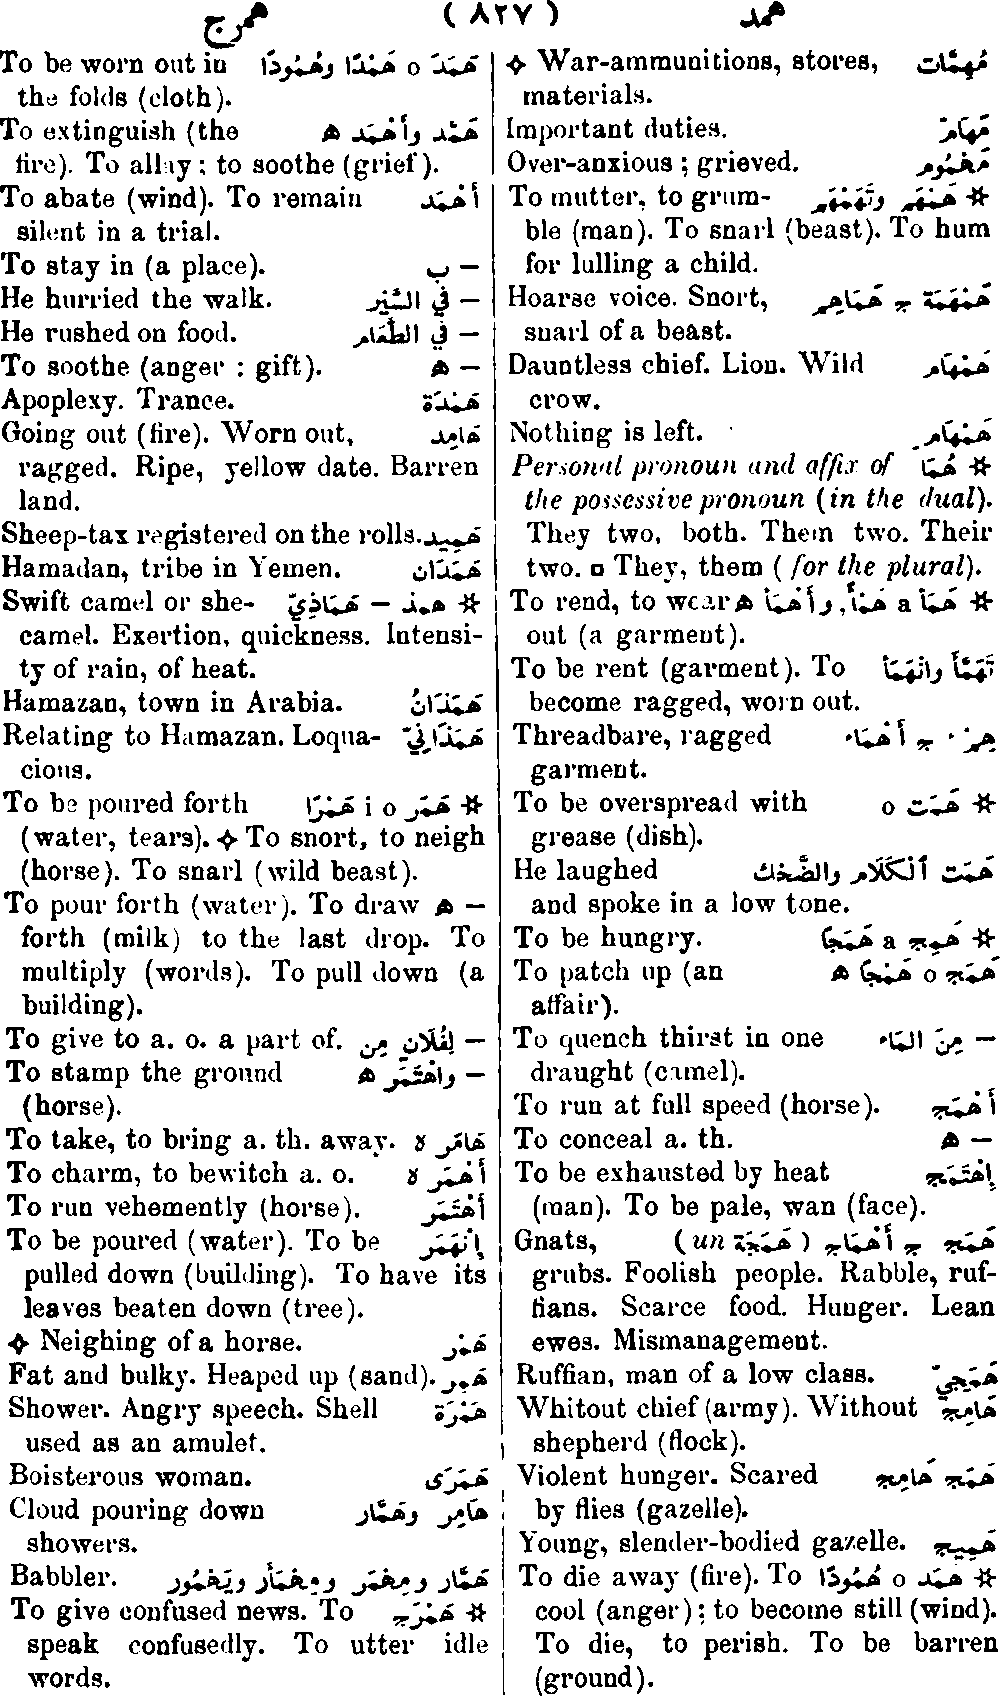 همرج ( ٨٢٧ ) همد
✧ War-ammunitions, stores, مُهِمَّات
materials.
Important duties. مَهَامّ
Over-anxious ; grieved. مَهْمُوم
To mutter, to grum- هَمْهَم وتَهَمْهَم ✲
ble (man). To snarl (beast). To hum
for lulling a child.
Hoarse voice. Snort, هَمْهَمَة ج هَمَاهِم
snarl of a beast.
Dauntless chief. Lion. Wild هَمْهَام
crow.
Nothing is left. هَمْهَامِ
Personal pronoun and affix of هُمَا ✲
the possessive pronoun (in the dual).
They two, both. Them two. Their
two. ▫ They, them ( for the plural).
To rend, to wear هَمَأ a هَمْأً, وأَهْمَأ ه ✲
out (a garment).
To be rent (garment). To تَهَمَّأ وانْهَمَأ
become ragged, worn out.
Threadbare, ragged هِمْء ج أَهْمَاء
garment.
To be overspread with هَمَت o ✲
grease (dish).
He laughed هَمَت ٱلْكَلَام والضَّحْك
and spoke in a low tone.
To be hungry. هَمِج a هَمَجًا ✲
To patch up (an هَمَج o هَمْجًا ه
affair).
To quench thirst in one مِنَ المَاء —
draught (camel).
To run at full speed (horse). أَهْمَج
To conceal a. th. ه —
To be exhausted by heat إِهْتَمَج
(man). To be pale, wan (face).
Gnats, هَمَج ج أَهْمَاج ( un هَمَجَة )
grubs. Foolish people. Rabble, ruf-
fians. Scarce food. Hunger. Lean
ewes. Mismanagement.
Ruffian, man of a low class. هَمَجِيّ
Whitout chief (army). Without هَامِج
shepherd (flock).
Violent hunger. Scared هَمَج هَامِج
by flies (gazelle).
Young, slender-bodied gazelle. هَمِيج
To die away (fire). To هَمَد o هُمُودًا ✲
cool (anger) ; to become still (wind).
To die, to perish. To be barren
(ground).
To be worn out in هَمَد o هَمْدًا وهُمُودًا
the folds (cloth).
To extinguish (the هَمَّد وأَهْمَد ه
fire). To allay ; to soothe (grief).
To abate (wind). To remain أَهْمَد
silent in a trial.
To stay in (a place). ب —
He hurried the walk. في السَّيْر —
He rushed on food. في الطَّعَام —
To soothe (anger : gift). ه —
Apoplexy. Trance. هَمْدَة
Going out (fire). Worn out, هَامِد
ragged. Ripe, yellow date. Barren
land.
Sheep-tax registered on the rolls. هَمِيد
Hamadan, tribe in Yemen. هَمْدَان
Swift camel or she- همذ — هَمَاذِيّ ✲
camel. Exertion, quickness. Intensi-
ty of rain, of heat.
Hamazan, town in Arabia. هَمَذَانُ
Relating to Hamazan. Loqua- هَمَذَانِيّ
cious.
To be poured forth هَمَر i o هَمْرًا ✲
(water, tears). ✧ To snort, to neigh
(horse). To snarl (wild beast).
To pour forth (water). To draw ه —
forth (milk) to the last drop. To
multiply (words). To pull down (a
building).
To give to a. o. a part of. لِفُلَانٍ مِن —
To stamp the ground واهْتَمَر ه —
(horse).
To take, to bring a. th. away. هَامَر ة
To charm, to bewitch a. o. أَهْمَر ة
To run vehemently (horse). أَهْتَمَر
To be poured (water). To be إِنْهَمَر
pulled down (building). To have its
leaves beaten down (tree).
✧ Neighing of a horse. هَمْر
Fat and bulky. Heaped up (sand). هَمِر
Shower. Angry speech. Shell هَمْرَة
used as an amulet.
Boisterous woman. هَمَرَى
Cloud pouring down هَامِر وهَمَّار
showers.
Babbler. هَمَّار ومِهْمَر ومِهْمَار ويَهْمُور
To give confused news. To هَمْرَج ✲
speak confusedly. To utter idle
words.